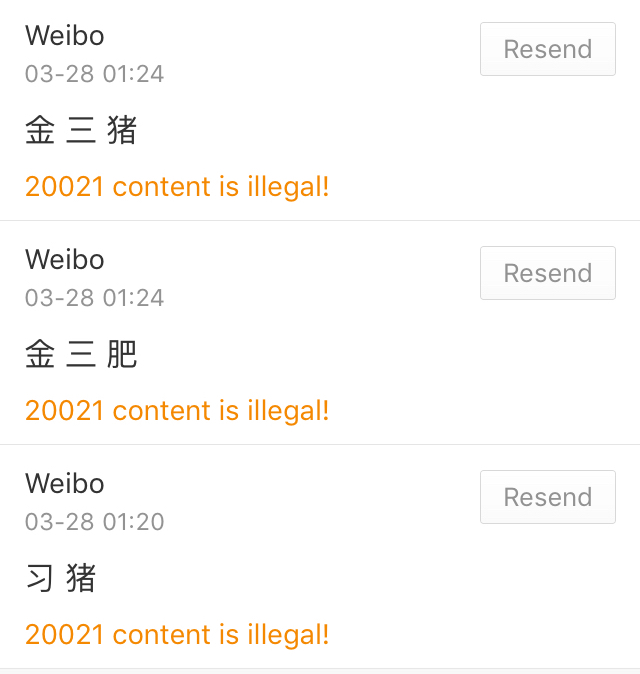 Weibo
Resend
03-28 01:24
金 三 猪
20021 content is illegal!
Weibo
Resend
03-28 01:24
金 三 肥
20021 content is illegal!
Weibo
Resend
03-28 01:20
习 猪
20021 content is illegal!